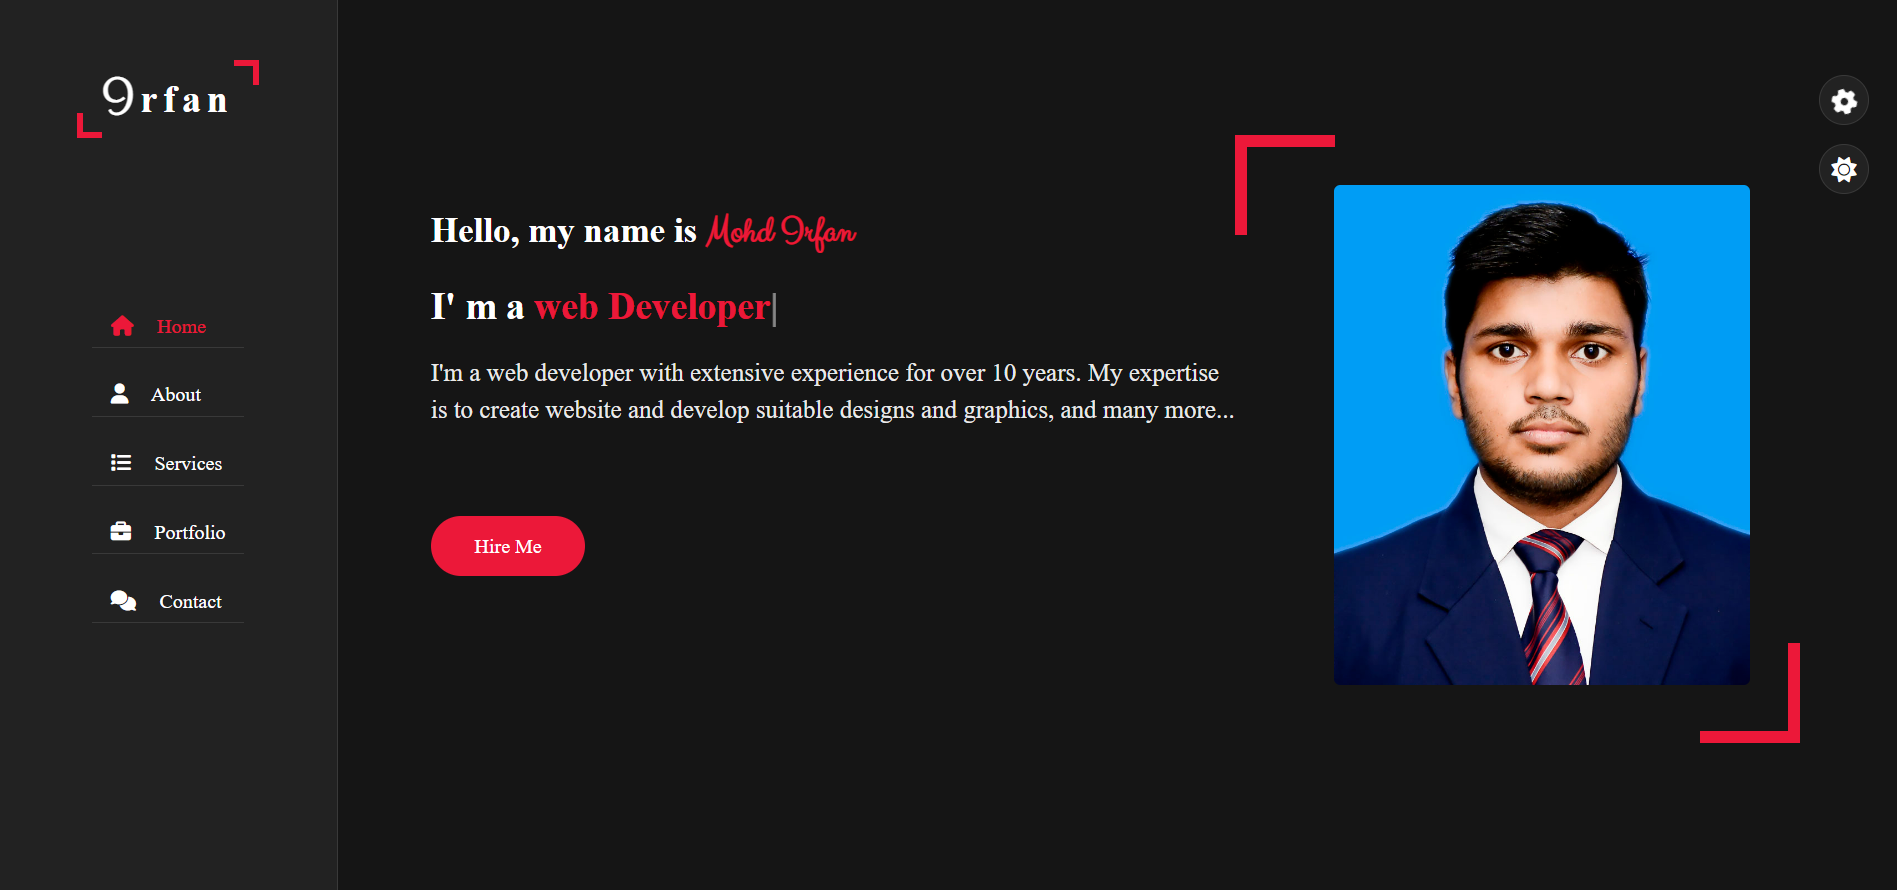 9rfan
Home
About
Services
Portfolio
Contact
Hello, my name is Mohd Irfan
I' m a web Developer|
I'm a web developer with extensive experience for over 10 years. My expertise
is to create website and develop suitable designs and graphics, and many more...
Hire Me